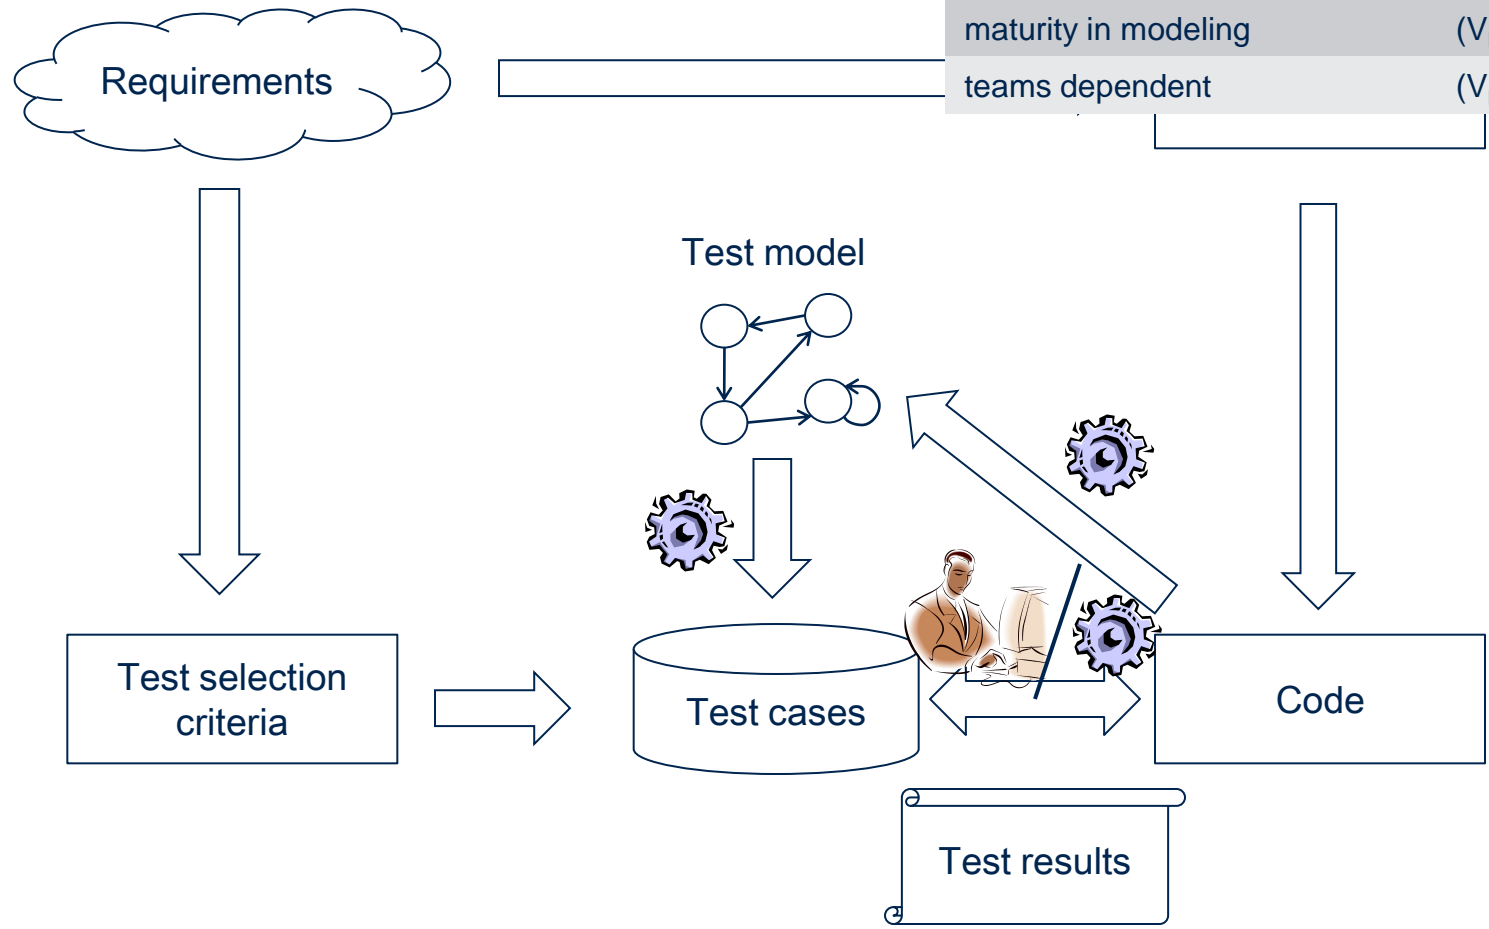 maturity in modeling (V
Requirements
teams dependent (V
Test model
Test selection
criteria
Test cases
Code
Test results